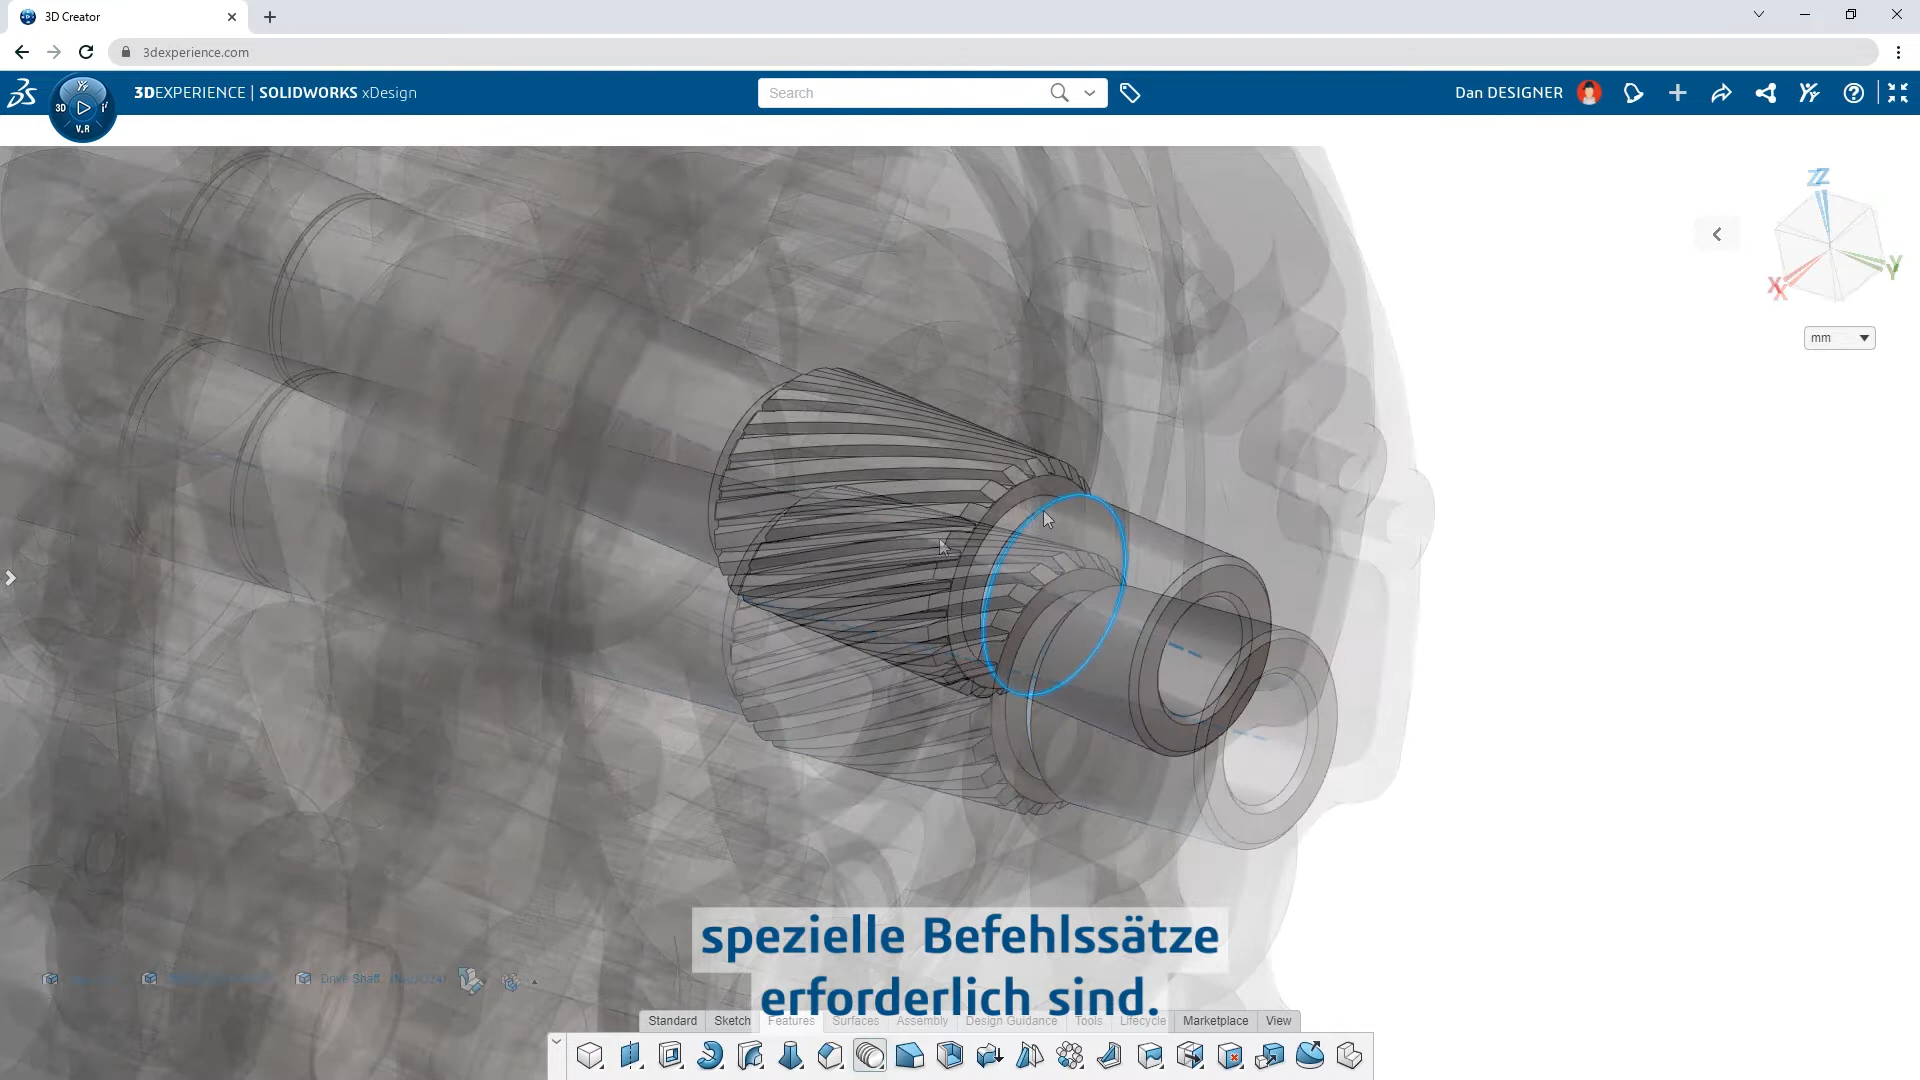 3D Creator
3dexperience.com
3DEXPERIENCE | SOLIDWORKS xDesign
Search
Dan DESIGNER
3D
V.R
Z
X
Y
mm
spezielle Befehlssätze
erforderlich sind.
Drive Shaft
Standard Sketch Features Surfaces Assembly Design Guidance Tools Lifecycle Marketplace View